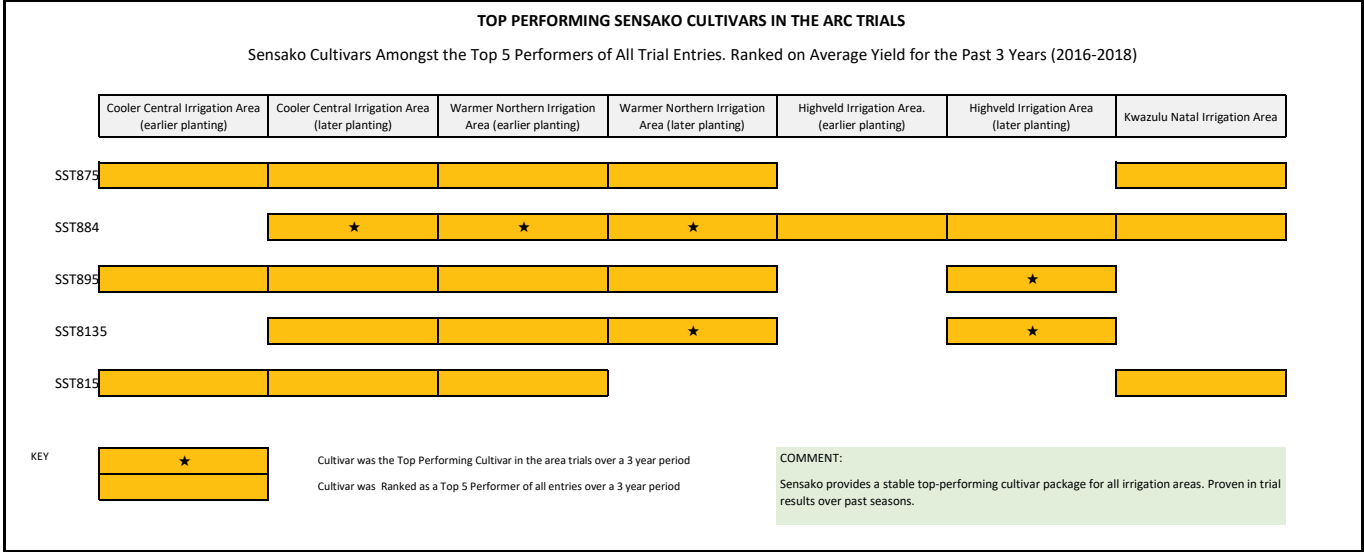 TOP PERFORMING SENSAKO CULTIVARS IN THE ARC TRIALS
Sensako Cultivars Amongst the Top 5 Performers of All Trial Entries. Ranked on Average Yield for the Past 3 Years (2016-2018)
Cooler Central Irrigation Area
(earlier planting)
Cooler Central Irrigation Area
(later planting)
Warmer Northern Irrigation
Area (earlier planting)
Warmer Northern Irrigation
Area (later planting)
Highveld Irrigation Area.
(earlier planting)
Highveld Irrigation Area
(later planting)
Kwazulu Natal Irrigation Area
SST875
SST884
★ ★ ★
SST895
★
SST8135
★ ★
SST815
KEY
★
Cultivar was the Top Performing Cultivar in the area trials over a 3 year period
Cultivar was Ranked as a Top 5 Performer of all entries over a 3 year period
COMMENT:
Sensako provides a stable top-performing cultivar package for all irrigation areas. Proven in trial
results over past seasons.